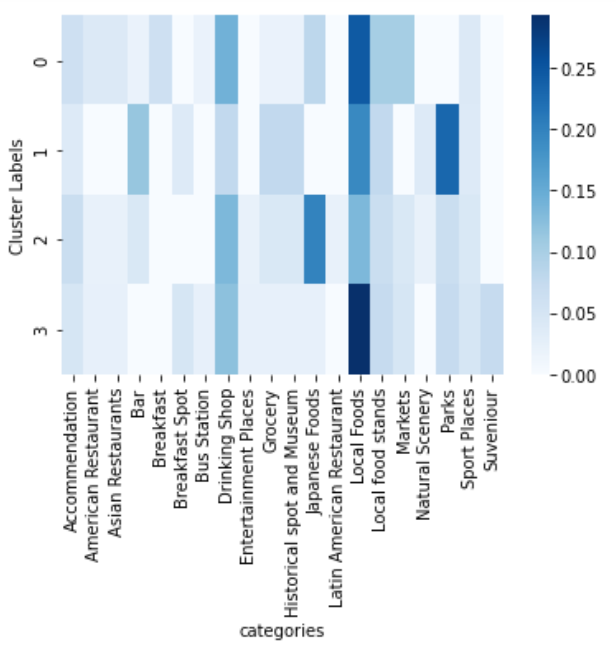 0.25
0.20
0.15
0.10
0.05
0.00
Cluster Labels
0
1
2
3
Accommendation
American Restaurant
Asian Restaurants
Bar
Breakfast
Breakfast Spot
Bus Station
Drinking Shop
Entertainment Places
Grocery
Historical spot and Museum
Japanese Foods
Latin American Restaurant
Local Foods
Local food stands
Markets
Natural Scenery
Parks
Sport Places
Suveniour
categories